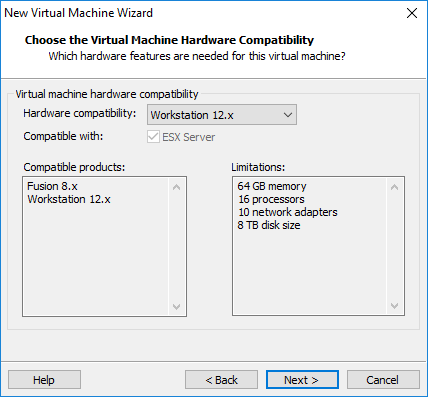 New Virtual Machine Wizard
Choose the Virtual Machine Hardware Compatibility
Which hardware features are needed for this virtual machine?
Virtual machine hardware compatibility
Hardware compatibility: Workstation 12.x
Compatible with: ESX Server
Compatible products: Limitations:
Fusion 8.x 64 GB memory
Workstation 12.x 16 processors
10 network adapters
8 TB disk size
Help < Back Next > Cancel